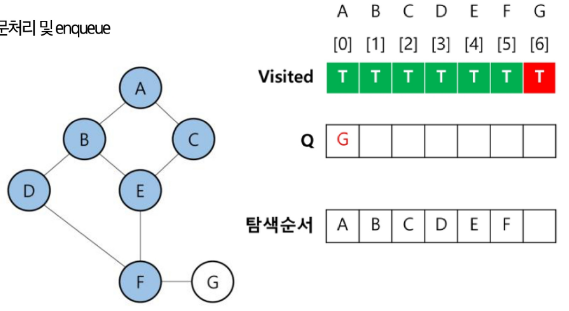 A B C D E F G
문처리 및 enqueue
[0] [1] [2] [3] [4] [5] [6]
Visited T T T T T T T
A
B C
Q G
D E
탐색순서 A B C D E F
F G